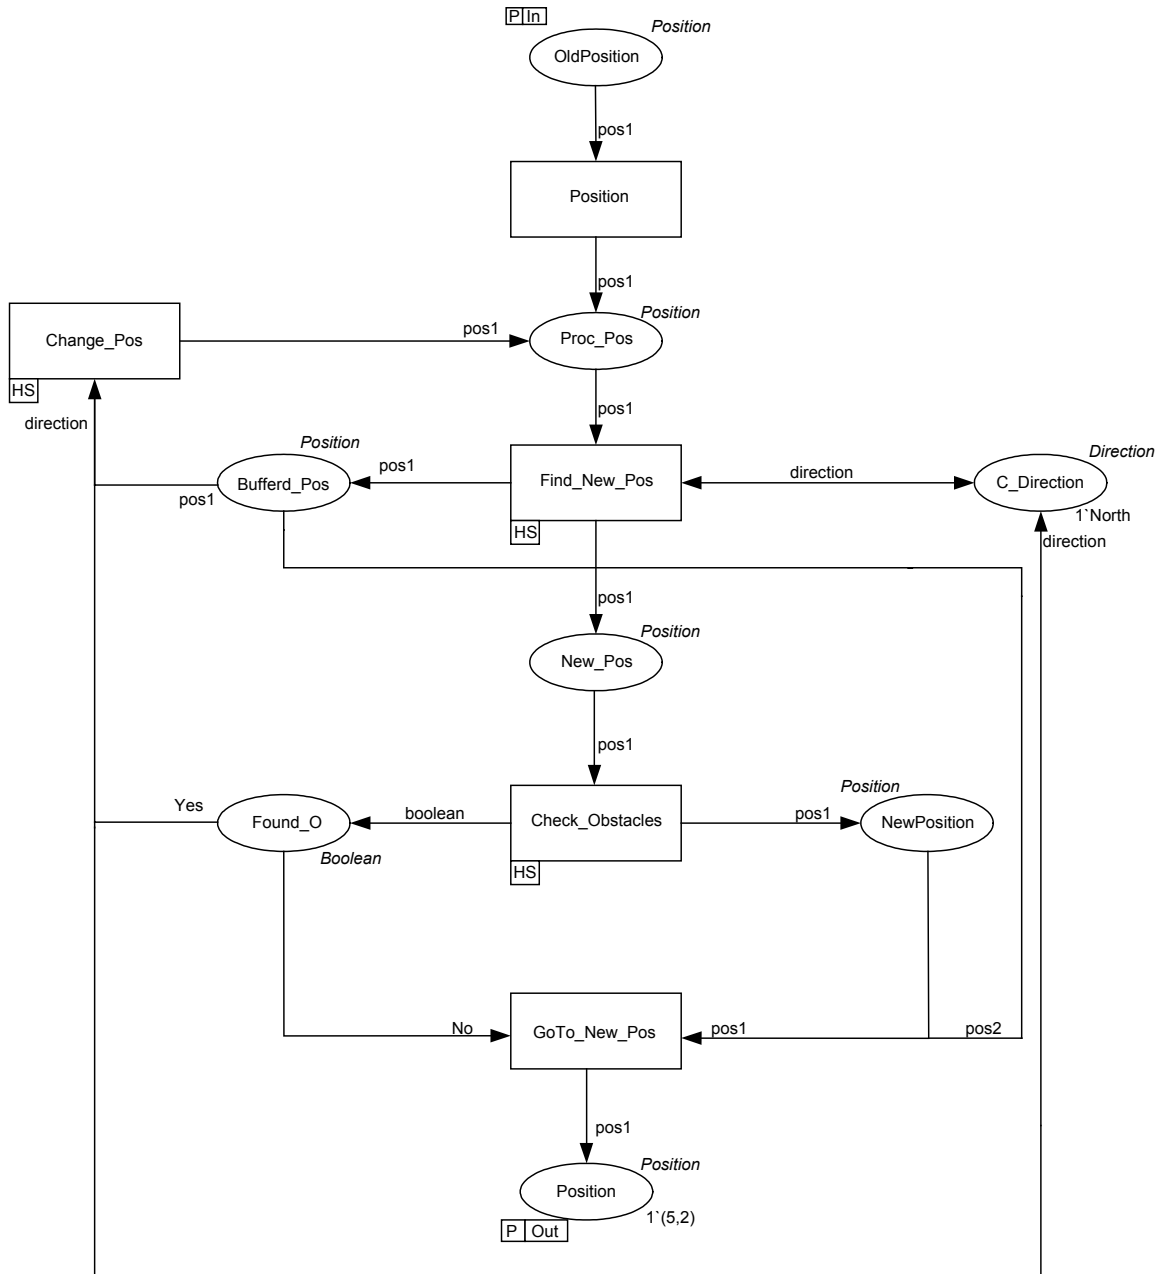 P In
Position
OldPosition
pos1
Position
pos1
Position
Change_Pos
pos1
Proc_Pos
HS
direction
pos1
Position
Direction
pos1
Bufferd_Pos
Find_New_Pos
direction
C_Direction
pos1
HS
1`North
direction
pos1
Position
New_Pos
pos1
Position
Yes
Found_O
boolean
Check_Obstacles
pos1
NewPosition
Boolean
HS
No
GoTo_New_Pos
pos1
pos2
pos1
Position
Position
1`(5,2)
P Out